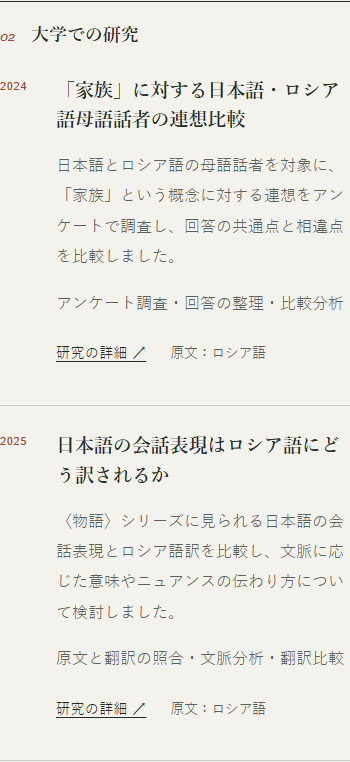 02 大学での研究
2024
「家族」に対する日本語・ロシア
語母語話者の連想比較
日本語とロシア語の母語話者を対象に、
「家族」という概念に対する連想をアン
ケートで調査し、回答の共通点と相違点
を比較しました。
アンケート調査・回答の整理・比較分析
研究の詳細 ↗ 原文：ロシア語
2025
日本語の会話表現はロシア語にど
う訳されるか
〈物語〉シリーズに見られる日本語の会
話表現とロシア語訳を比較し、文脈に応
じた意味やニュアンスの伝わり方につい
て検討しました。
原文と翻訳の照合・文脈分析・翻訳比較
研究の詳細 ↗ 原文：ロシア語